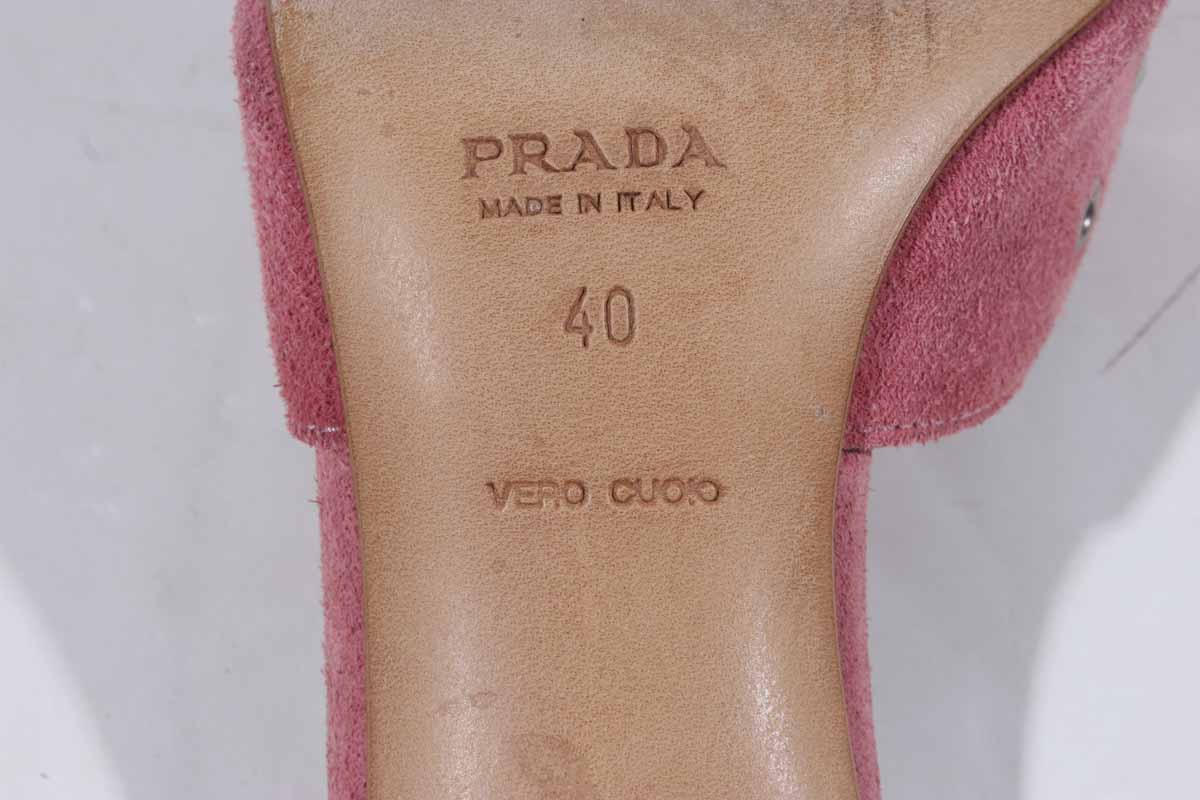 PRADA
MADE IN ITALY
40
VERO CUOIO